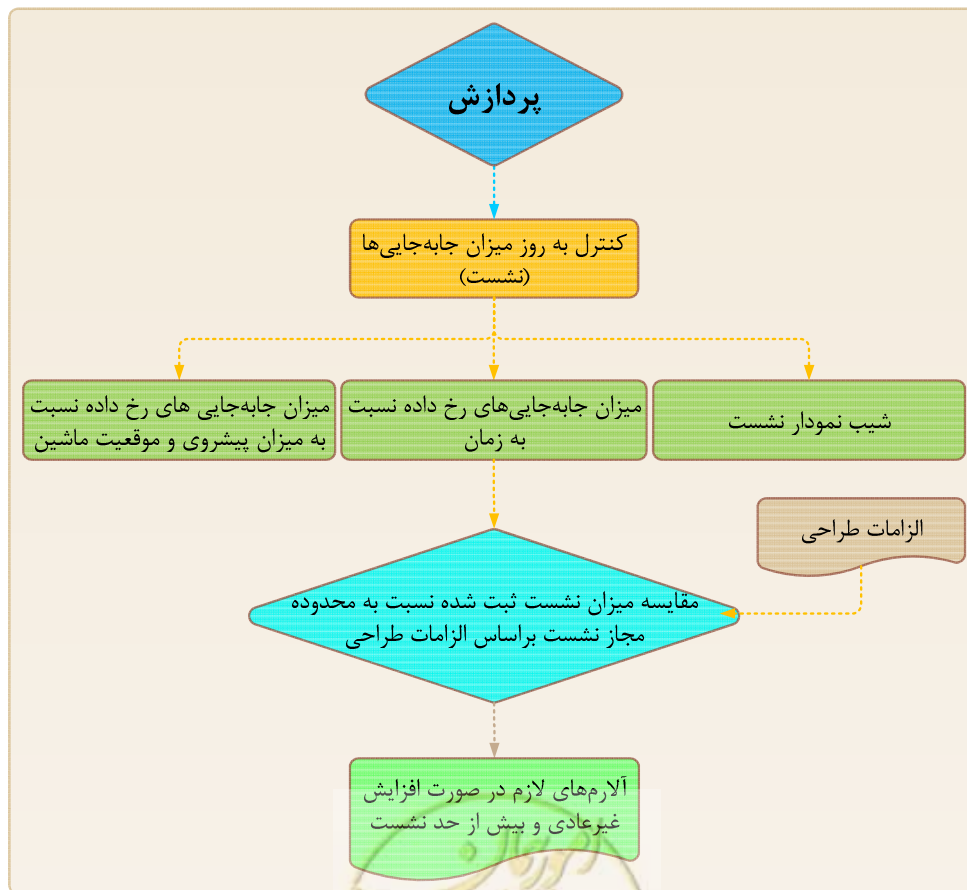 پردازش
کنترل به روز میزان جابه‌جایی‌ها
(نشست)
شیب نمودار نشست
میزان جابه‌جایی‌های رخ داده نسبت
به زمان
میزان جابه‌جایی های رخ داده نسبت
به میزان پیشروی و موقعیت ماشین
الزامات طراحی
مقایسه میزان نشست ثبت شده نسبت به محدوده
مجاز نشست براساس الزامات طراحی
آلارم‌های لازم در صورت افزایش
غیرعادی و بیش از حد نشست